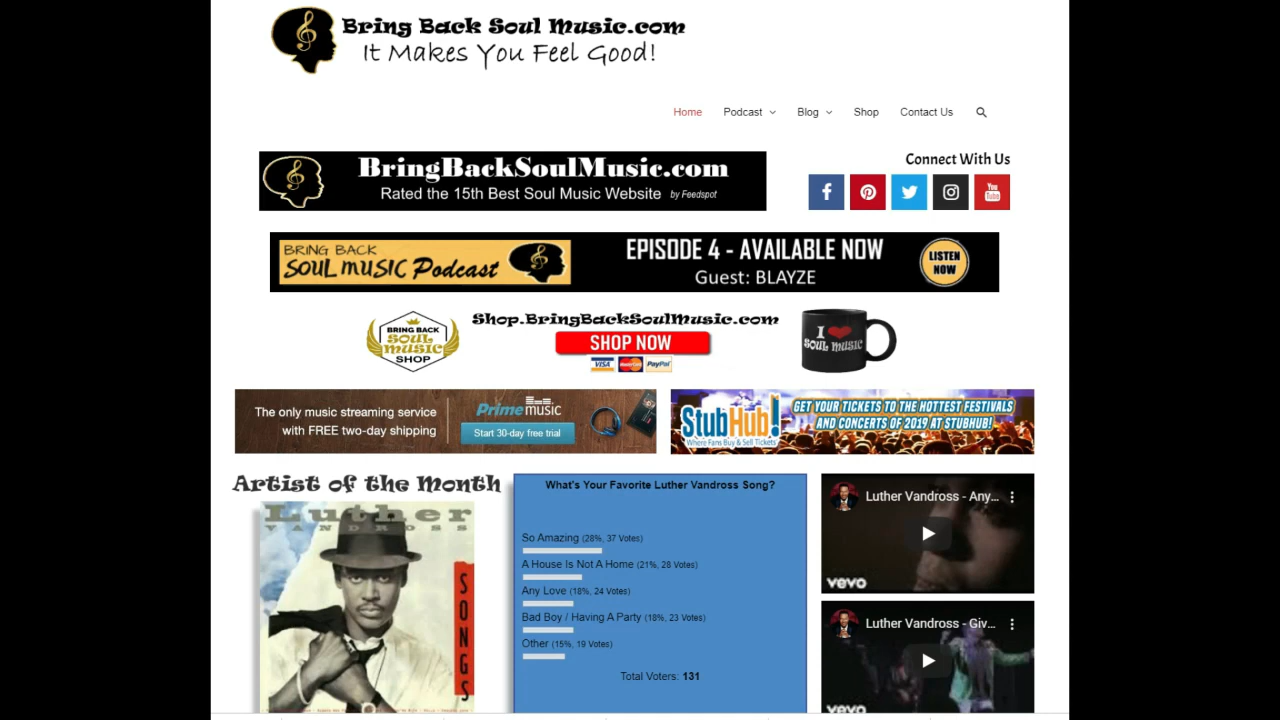 Bring Back Soul Music.com
It Makes You Feel Good!
Home
Podcast
Blog
Shop
Contact Us
BringBackSoulMusic.com
Rated the 15th Best Soul Music Website by Feedspot
Connect With Us
You
Tube
BRING BACK
SOUL MUSIC Podcast
EPISODE 4 - AVAILABLE NOW
Guest: BLAYZE
LISTEN
NOW
BRING BACK
SOUL
MUSIC
SHOP
Shop.BringBackSoulMusic.com
SHOP NOW
VISA MasterCard PayPal
I
SOUL MUSIC
The only music streaming service
with FREE two-day shipping
Prime MUSIC
Start 30-day free trial
StubHub!
Where Fans Buy & Sell Tickets
GET YOUR TICKETS TO THE HOTTEST FESTIVALS
AND CONCERTS OF 2019 AT STUBHUB!
Artist of the Month
Luther
VANDROSS
SONGS
What's Your Favorite Luther Vandross Song?
So Amazing (28%, 37 Votes)
A House Is Not A Home (21%, 28 Votes)
Any Love (18%, 24 Votes)
Bad Boy / Having A Party (18%, 23 Votes)
Other (15%, 19 Votes)
Total Voters: 131
Luther Vandross - Any...
vevo
Luther Vandross - Giv...
vevo